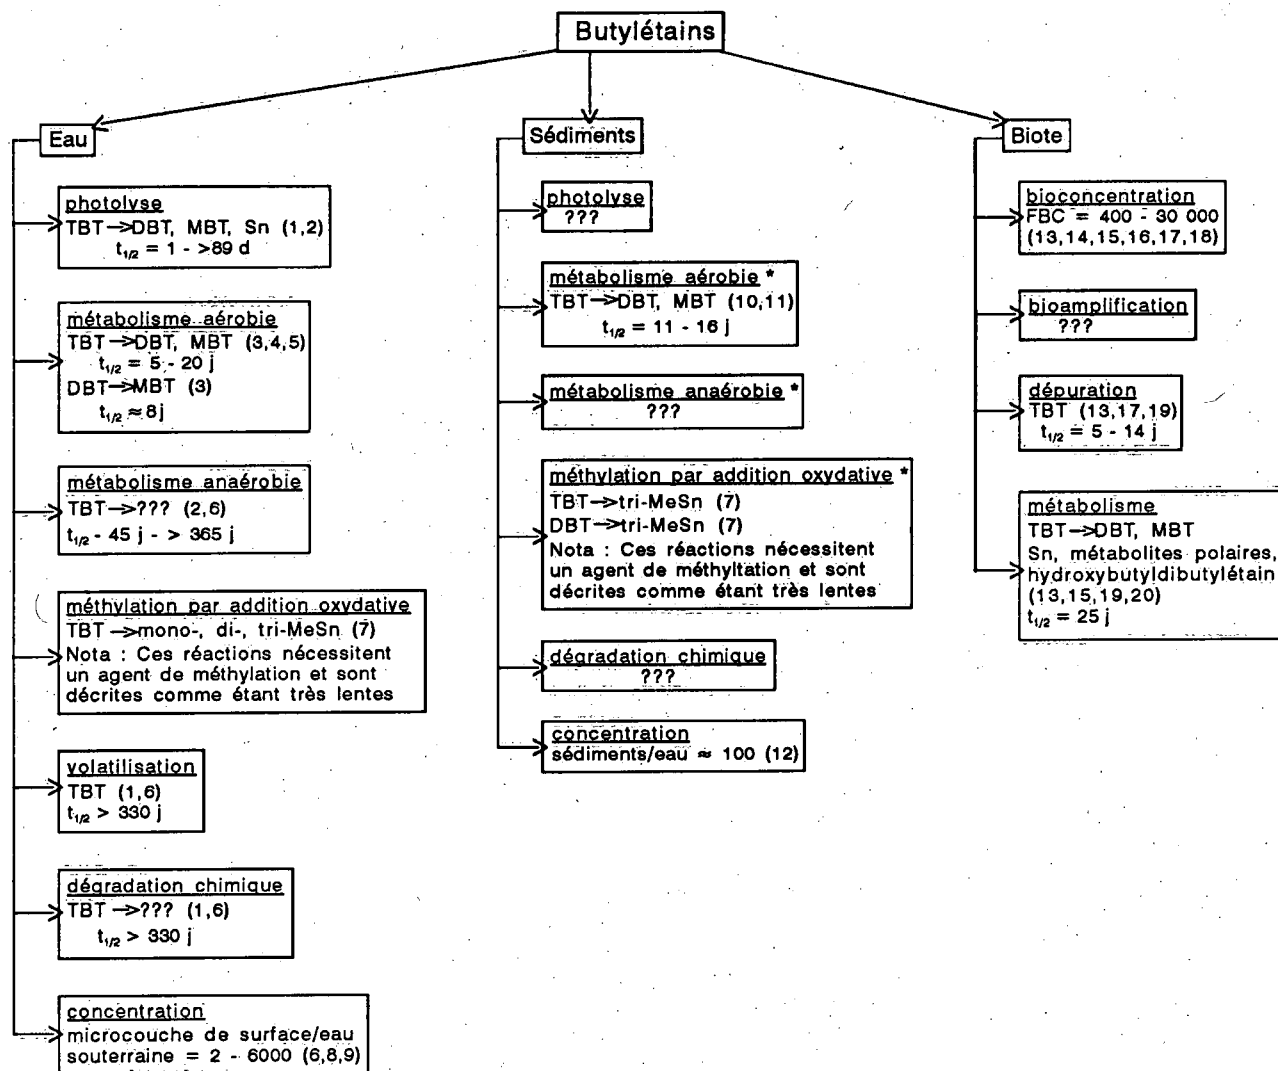 Butylétains
Eau
photolyse
TBT→DBT, MBT, Sn (1,2)
t1/2 = 1 - >89 d
métabolisme aérobie
TBT→DBT, MBT (3,4,5)
t1/2 = 5 - 20 j
DBT→MBT (3)
t1/2 ≈ 8 j
métabolisme anaérobie
TBT→??? (2,6)
t1/2 - 45 j - > 365 j
méthylation par addition oxydative
TBT→mono-, di-, tri-MeSn (7)
Nota : Ces réactions nécessitent
un agent de méthylation et sont
décrites comme étant très lentes
volatilisation
TBT (1,6)
t1/2 > 330 j
dégradation chimique
TBT→??? (1,6)
t1/2 > 330 j
concentration
microcouche de surface/eau
souterraine = 2 - 6000 (6,8,9)
Sédiments
photolyse
???
métabolisme aérobie *
TBT→DBT, MBT (10,11)
t1/2 = 11 - 16 j
métabolisme anaérobie *
???
méthylation par addition oxydative *
TBT→tri-MeSn (7)
DBT→tri-MeSn (7)
Nota : Ces réactions nécessitent
un agent de méthyltation et sont
décrites comme étant très lentes
dégradation chimique
???
concentration
sédiments/eau ≈ 100 (12)
Biote
bioconcentration
FBC = 400 - 30 000
(13,14,15,16,17,18)
bioamplification
???
dépuration
TBT (13,17,19)
t1/2 = 5 - 14 j
métabolisme
TBT→DBT, MBT
Sn, métabolites polaires,
hydroxybutyldibutylétain
(13,15,19,20)
t1/2 = 25 j